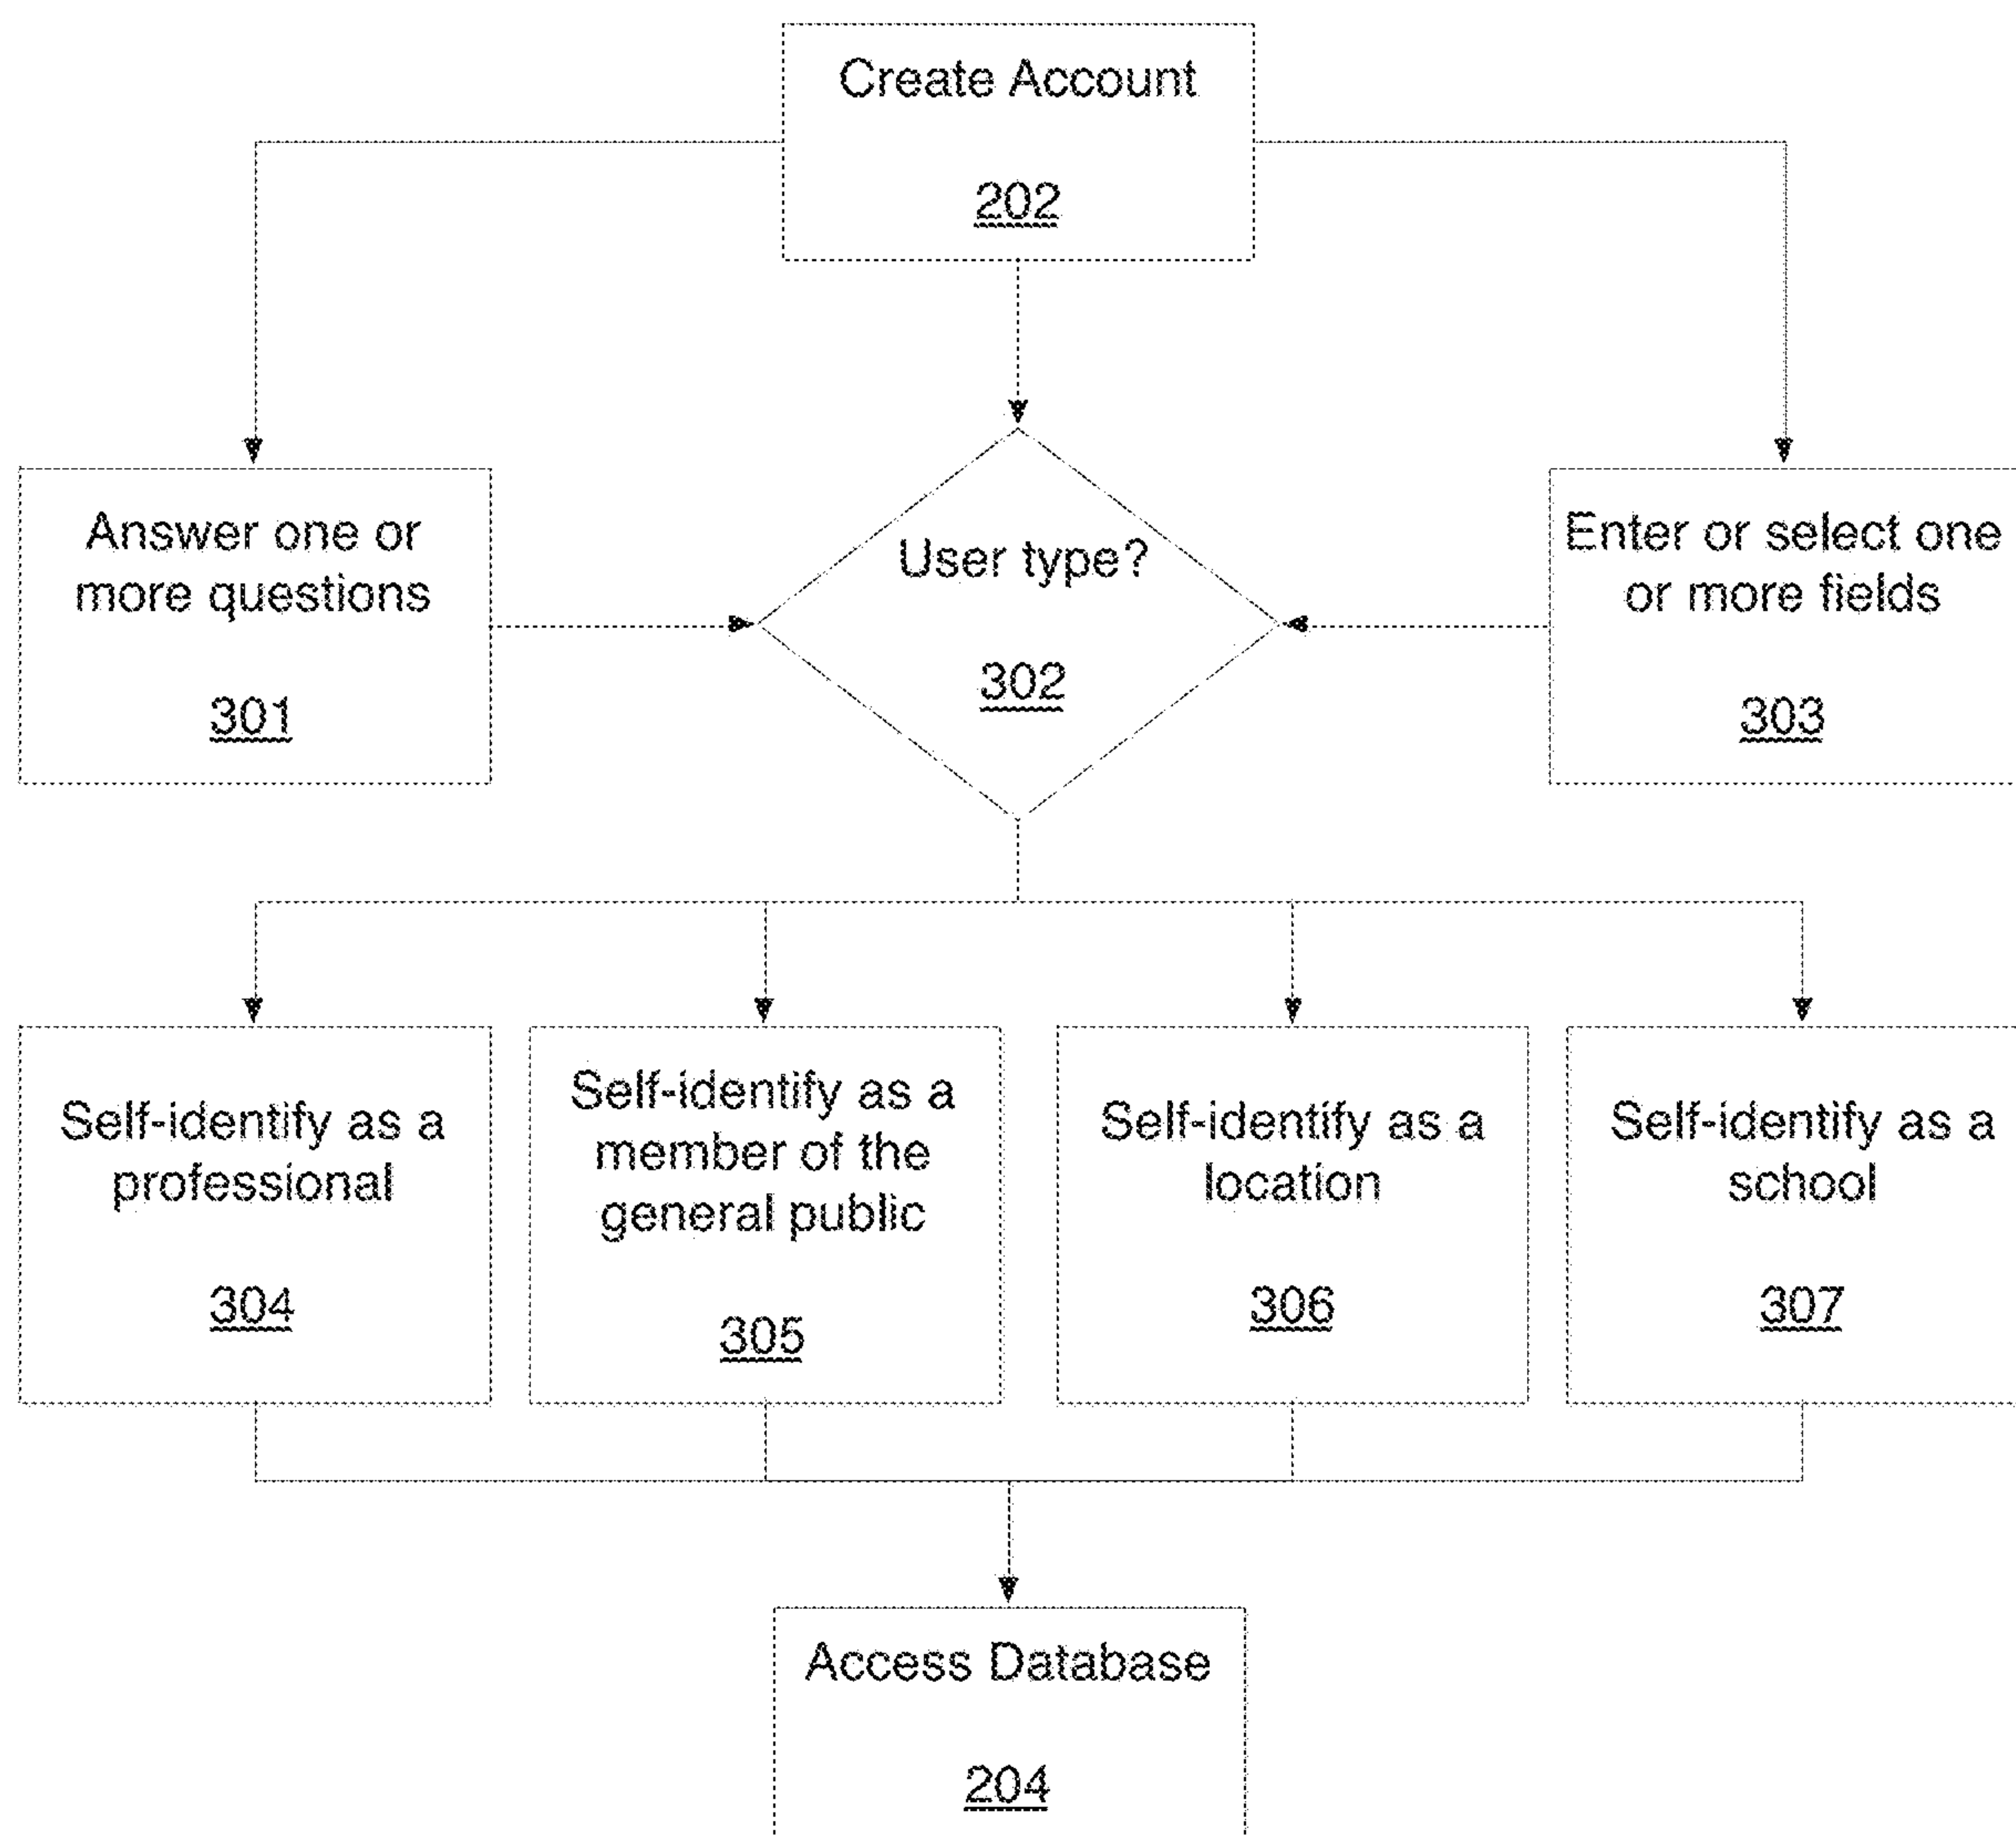 Create Account
202
Answer one or
more questions
301
User type?
302
Enter or select one
or more fields
303
Self-identify as a
professional
304
Self-identify as a
member of the
general public
305
Self-identify as a
location
306
Self-identify as a
school
307
Access Database
204